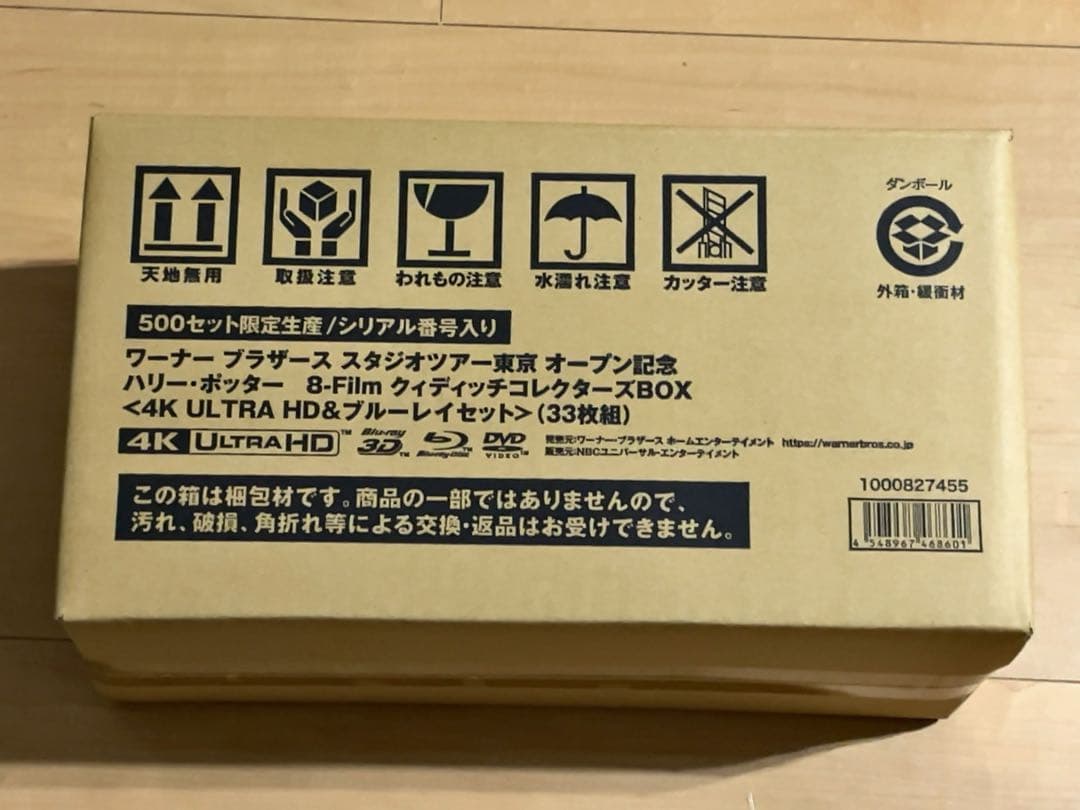 天地無用
取扱注意
われもの注意
水濡れ注意
カッター注意
ダンボール
外箱・緩衝材
500セット限定生産/シリアル番号入り
ワーナー ブラザース スタジオツアー東京 オープン記念
ハリー・ポッター 8-Film クィディッチコレクターズBOX
<4K ULTRA HD&ブルーレイセット>(33枚組)
4K ULTRA HD™ Blu-ray 3D™ Blu-ray Disc™ DVD VIDEO™
発売元:ワーナー・ブラザース ホームエンターテイメント https://warnerbros.co.jp
販売元:NBCユニバーサル・エンターテイメント
この箱は梱包材です。商品の一部ではありませんので、
汚れ、破損、角折れ等による交換・返品はお受けできません。
1000827455
4 548967 468601